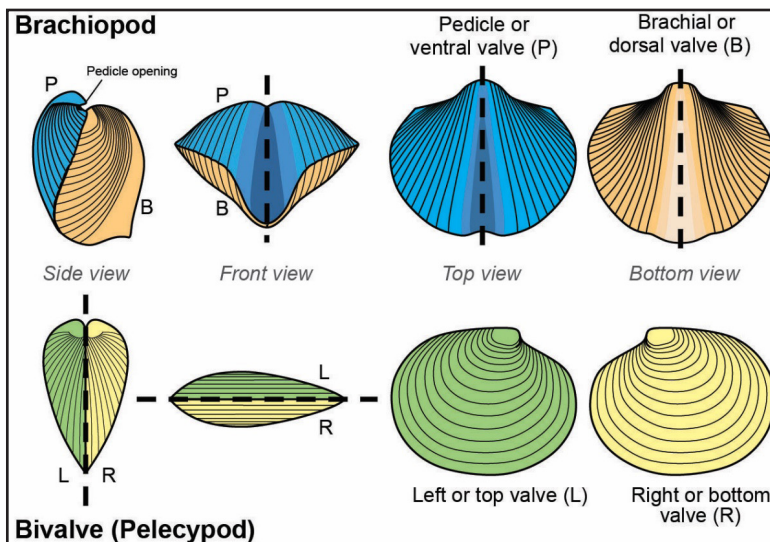 Brachiopod
Pedicle or
ventral valve (P)
Brachial or
dorsal valve (B)
P
Pedicle opening
B
P
B
Side view
Front view
Top view
Bottom view
L
R
L
R
Left or top valve (L)
Right or bottom
valve (R)
Bivalve (Pelecypod)